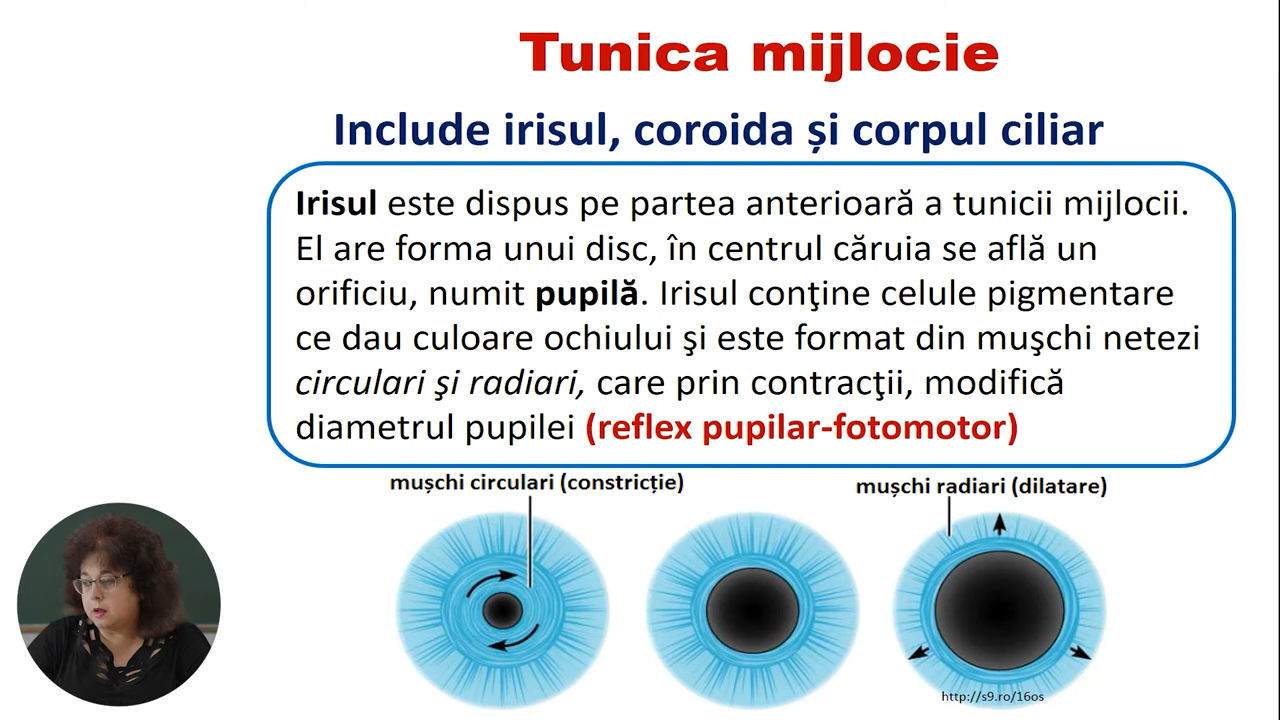 Tunica mijlocie
Include irisul, coroida și corpul ciliar
Irisul este dispus pe partea anterioară a tunicii mijlocii.
El are forma unui disc, în centrul căruia se află un
orificiu, numit pupilă. Irisul conţine celule pigmentare
ce dau culoare ochiului şi este format din muşchi netezi
circulari şi radiari, care prin contracţii, modifică
diametrul pupilei (reflex pupilar-fotomotor)
mușchi circulari (constricție)
mușchi radiari (dilatare)
http://s9.ro/16os